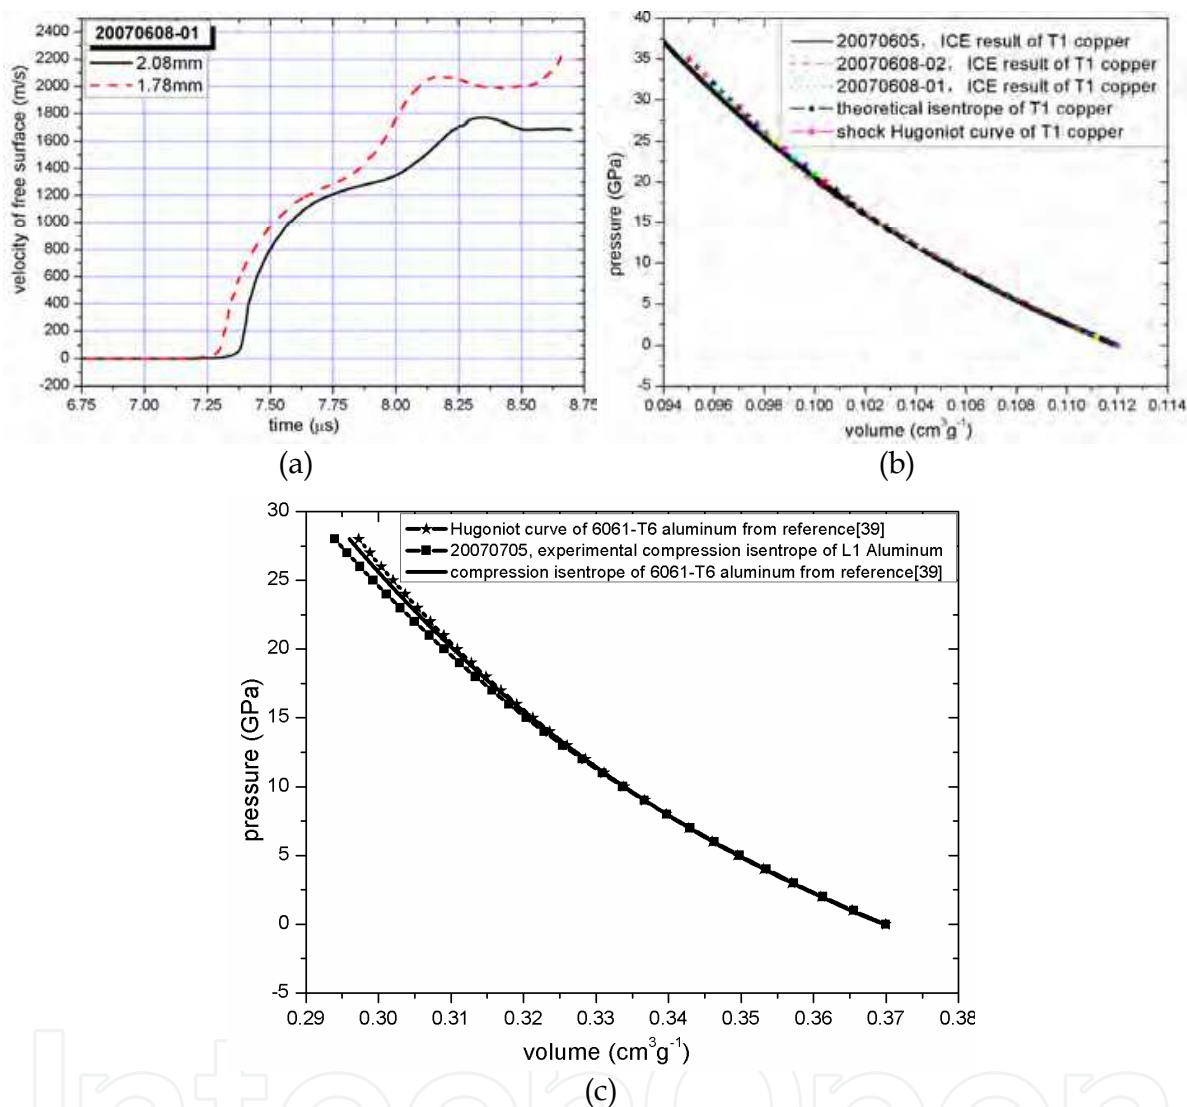 20070608-01
2.08mm
1.78mm
velocity of free surface (m/s)
2400
2200
2000
1800
1600
1400
1200
1000
800
600
400
200
0
-200
6.75 7.00 7.25 7.50 7.75 8.00 8.25 8.50 8.75
time (μs)
(a)
20070605， ICE result of T1 copper
20070608-02， ICE result of T1 copper
20070608-01， ICE result of T1 copper
theoretical isentrope of T1 copper
shock Hugoniot curve of T1 copper
pressure (GPa)
40
35
30
25
20
15
10
5
0
-5
0.094 0.096 0.098 0.100 0.102 0.104 0.106 0.108 0.110 0.112 0.114
volume (cm³g⁻¹)
(b)
Hugoniot curve of 6061-T6 aluminum from reference[39]
20070705, experimental compression isentrope of L1 Aluminum
compression isentrope of 6061-T6 aluminum from reference[39]
pressure (GPa)
30
25
20
15
10
5
0
-5
0.29 0.30 0.31 0.32 0.33 0.34 0.35 0.36 0.37 0.38
volume (cm³g⁻¹)
(c)
IntechOpen